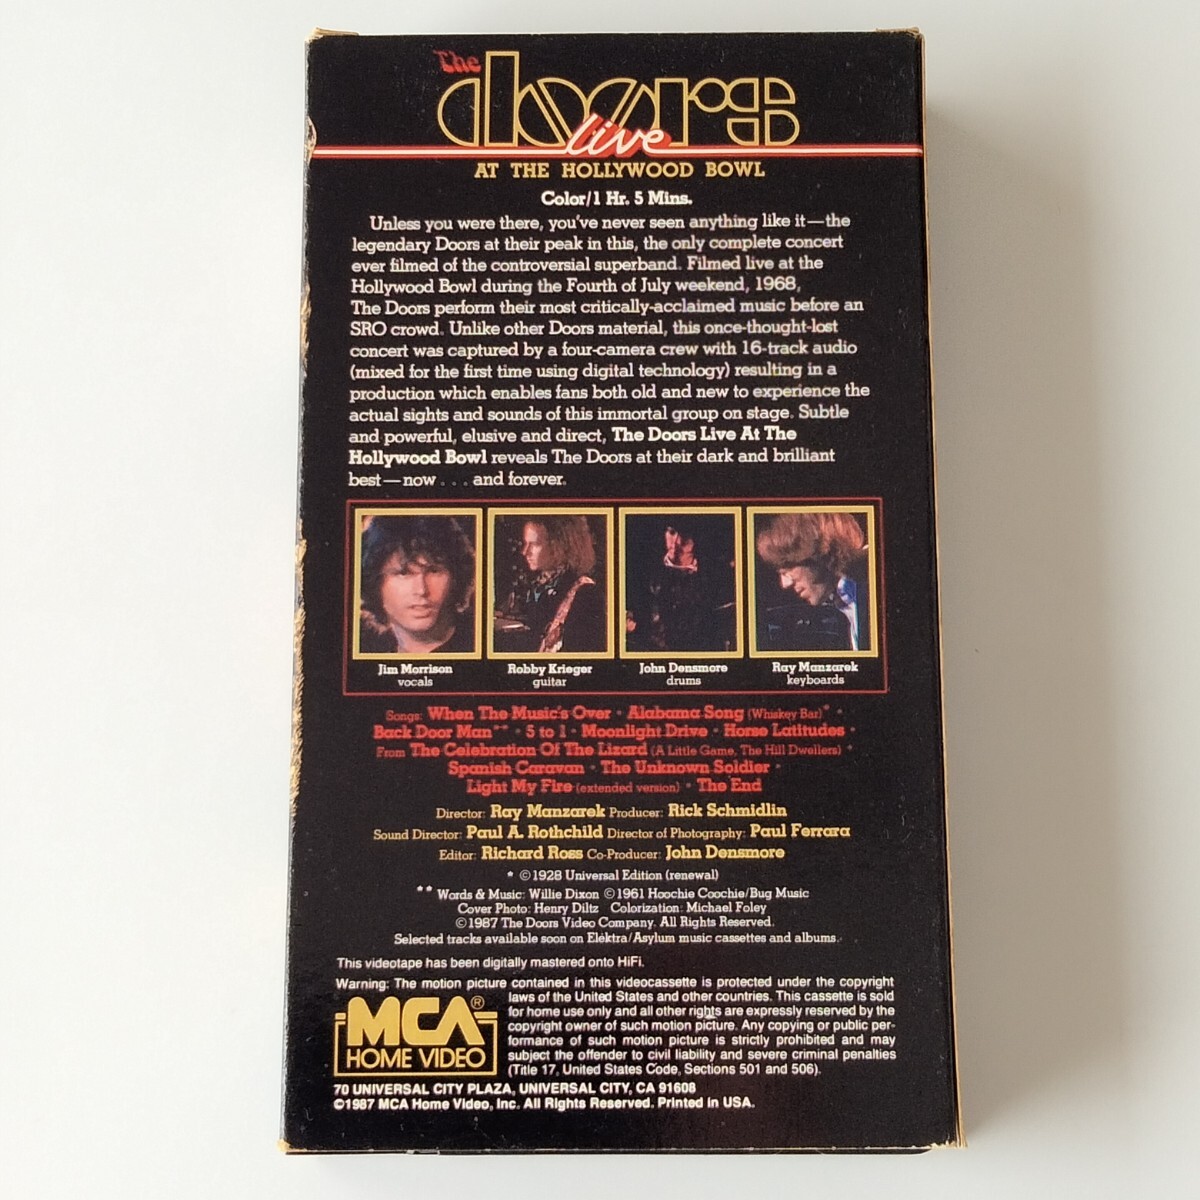 The
doors
live
AT THE HOLLYWOOD BOWL
Color/1 Hr. 5 Mins.
Unless you were there, you've never seen anything like it—the
legendary Doors at their peak in this, the only complete concert
ever filmed of the controversial superband. Filmed live at the
Hollywood Bowl during the Fourth of July weekend, 1968,
The Doors perform their most critically-acclaimed music before an
SRO crowd. Unlike other Doors material, this once-thought-lost
concert was captured by a four-camera crew with 16-track audio
(mixed for the first time using digital technology) resulting in a
production which enables fans both old and new to experience the
actual sights and sounds of this immortal group on stage. Subtle
and powerful, elusive and direct, The Doors Live At The
Hollywood Bowl reveals The Doors at their dark and brilliant
best—now . . . and forever.
Jim Morrison
vocals
Robby Krieger
guitar
John Densmore
drums
Ray Manzarek
keyboards
Songs: When The Music's Over • Alabama Song (Whiskey Bar)* •
Back Door Man** • 5 to 1 • Moonlight Drive • Horse Latitudes •
From The Celebration Of The Lizard (A Little Game, The Hill Dwellers) •
Spanish Caravan • The Unknown Soldier •
Light My Fire (extended version) • The End
Director: Ray Manzarek Producer: Rick Schmidlin
Sound Director: Paul A. Rothchild Director of Photography: Paul Ferrara
Editor: Richard Ross Co-Producer: John Densmore
* ©1928 Universal Edition (renewal)
** Words & Music: Willie Dixon ©1961 Hoochie Coochie/Bug Music
Cover Photo: Henry Diltz Colorization: Michael Foley
©1987 The Doors Video Company. All Rights Reserved.
Selected tracks available soon on Elektra/Asylum music cassettes and albums.
This videotape has been digitally mastered onto HiFi.
Warning: The motion picture contained in this videocassette is protected under the copyright
laws of the United States and other countries. This cassette is sold
for home use only and all other rights are expressly reserved by the
copyright owner of such motion picture. Any copying or public per-
formance of such motion picture is strictly prohibited and may
subject the offender to civil liability and severe criminal penalties
(Title 17, United States Code, Sections 501 and 506).
MCA®
HOME VIDEO
70 UNIVERSAL CITY PLAZA, UNIVERSAL CITY, CA 91608
©1987 MCA Home Video, Inc. All Rights Reserved. Printed in USA.